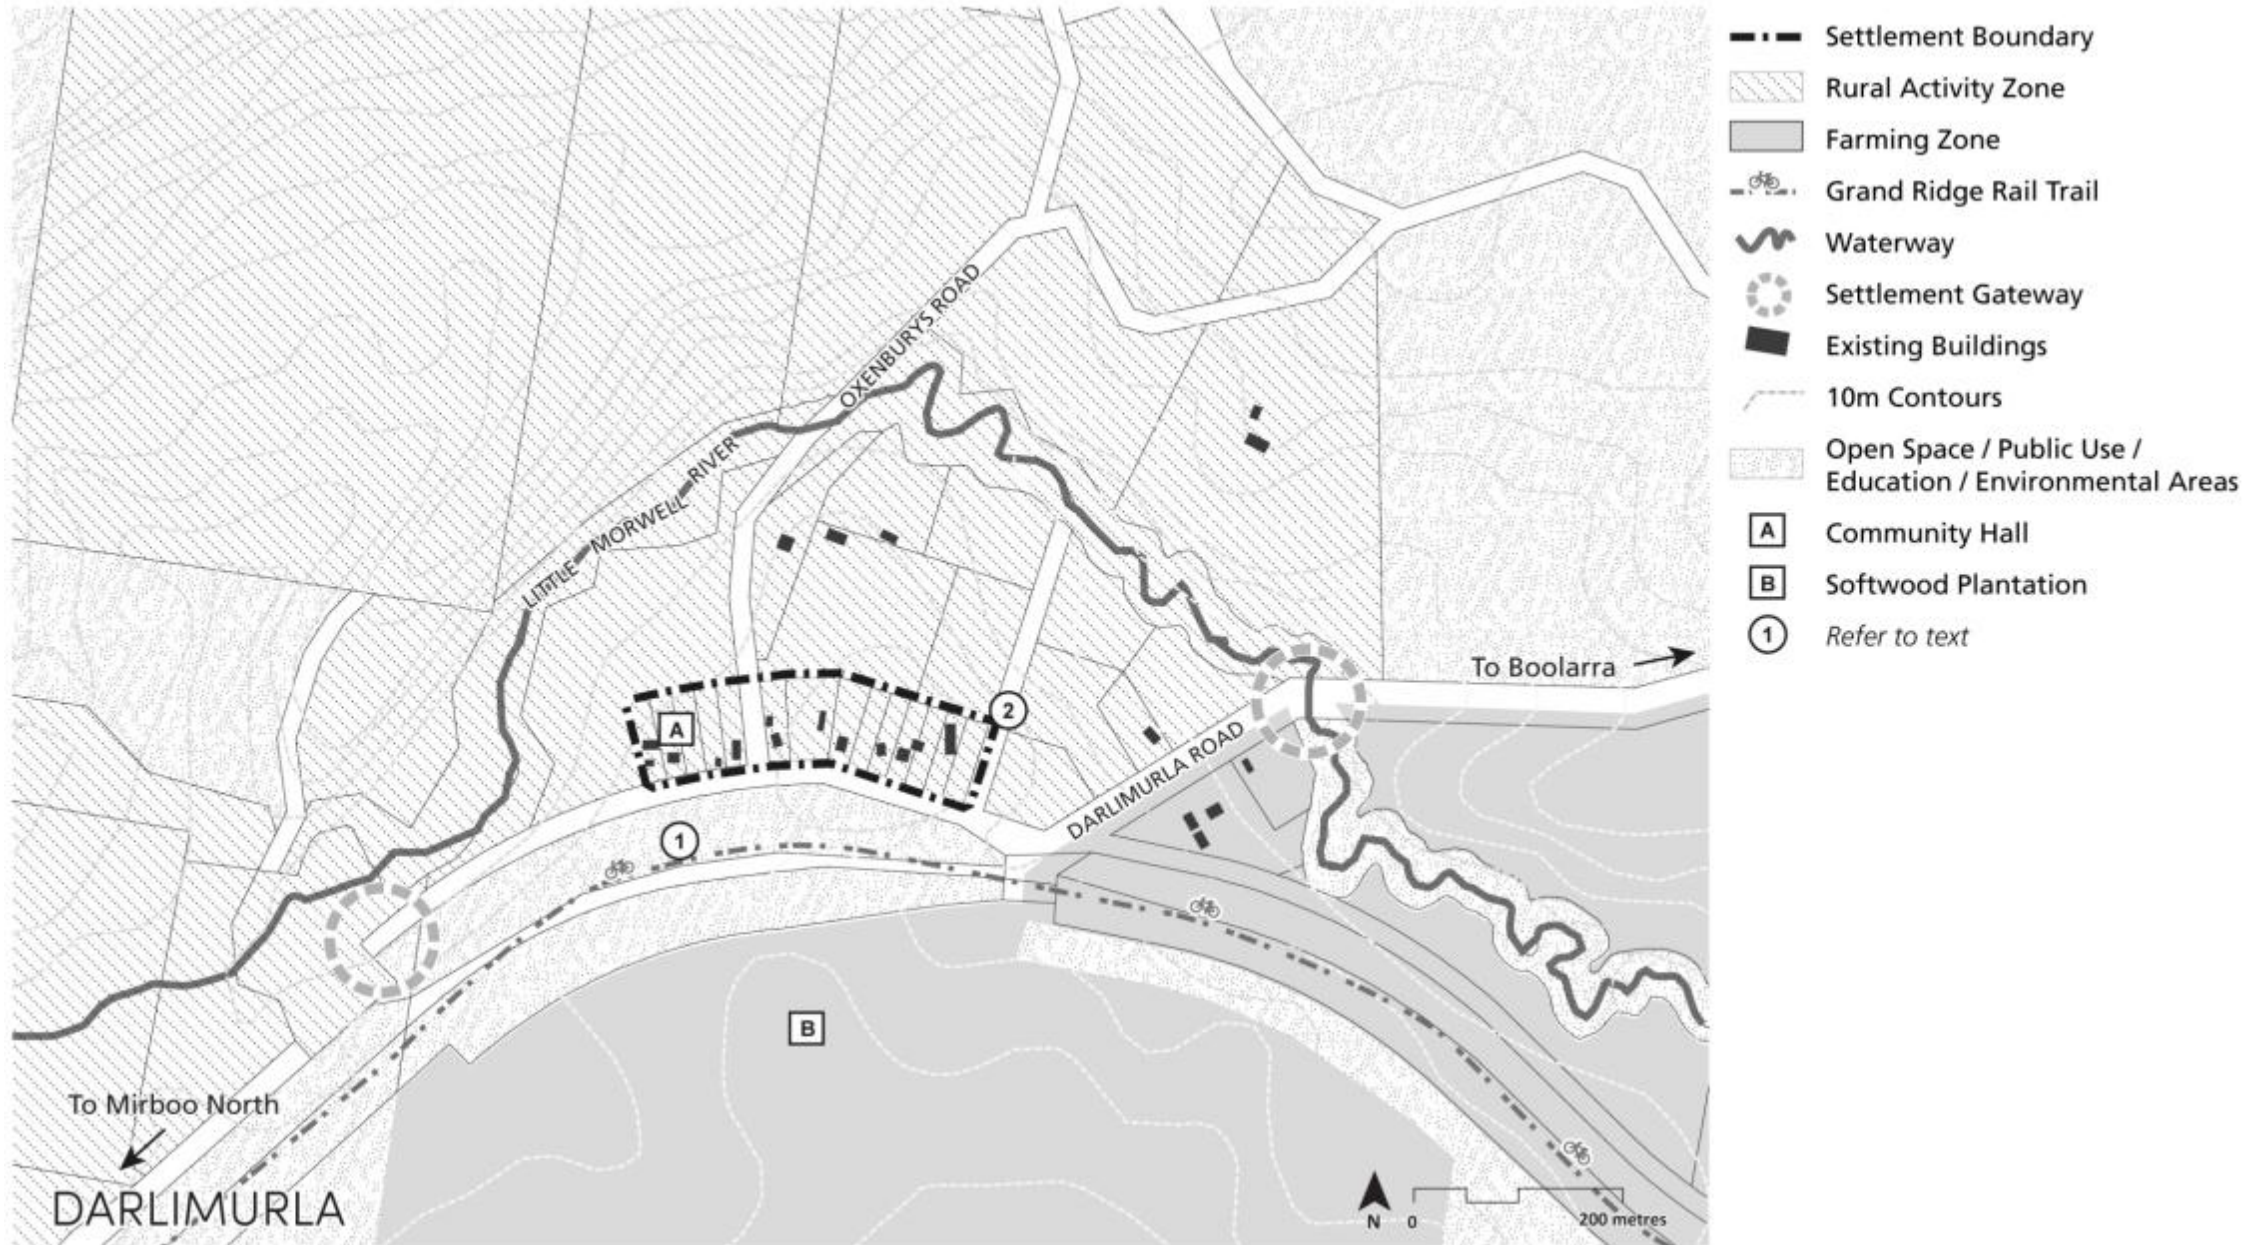 Settlement Boundary
Rural Activity Zone
Farming Zone
Grand Ridge Rail Trail
Waterway
Settlement Gateway
Existing Buildings
10m Contours
Open Space / Public Use /
Education / Environmental Areas
A Community Hall
B Softwood Plantation
1 Refer to text
OXENBURYS ROAD
LITTLE MORWELL RIVER
To Boolarra
A
2
DARLIMURLA ROAD
1
B
To Mirboo North
DARLIMURLA
N 0 200 metres